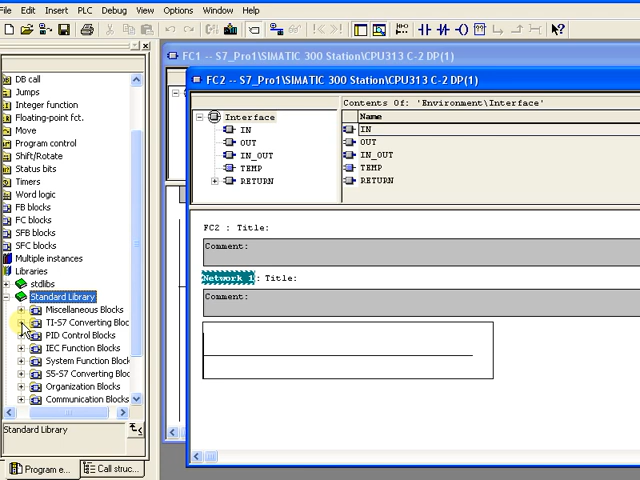 File Edit Insert PLC Debug View Options Window Help
FC1 -- S7_Pro1\SIMATIC 300 Station\CPU313 C-2 DP(1)
FC2 -- S7_Pro1\SIMATIC 300 Station\CPU313 C-2 DP(1)
DB call
Jumps
Integer function
Floating-point fct.
Move
Program control
Shift/Rotate
Status bits
Timers
Word logic
FB blocks
FC blocks
SFB blocks
SFC blocks
Multiple instances
Libraries
stdlibs
Standard Library
Miscellaneous Blocks
TI-S7 Converting Bloc
PID Control Blocks
IEC Function Blocks
System Function Block
S5-S7 Converting Bloc
Organization Blocks
Communication Blocks
Standard Library
Program e...
Call struc...
Interface
IN
OUT
IN_OUT
TEMP
RETURN
Contents Of: 'Environment\Interface'
Name
IN
OUT
IN_OUT
TEMP
RETURN
FC2 : Title:
Comment:
Network 1: Title:
Comment: